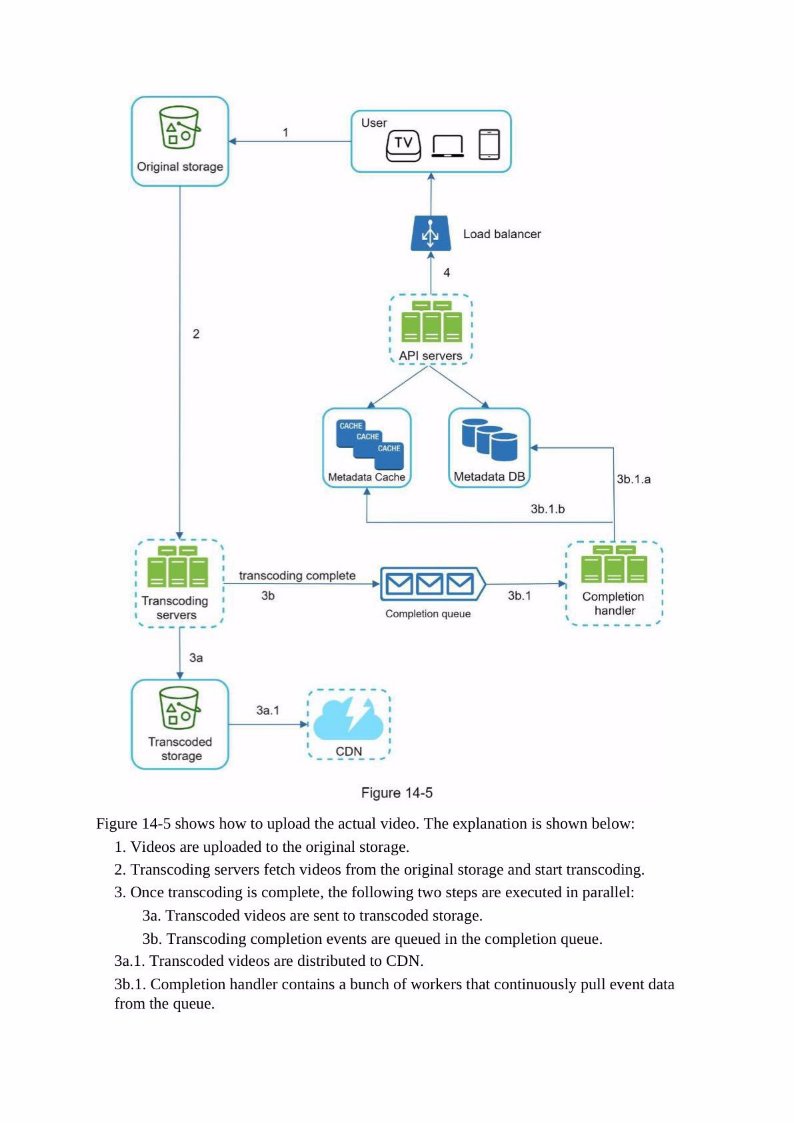 User
TV
1
Original storage
Load balancer
4
2
API servers
CACHE
CACHE
CACHE
Metadata Cache
Metadata DB
3b.1.a
3b.1.b
transcoding complete
3b
3b.1
Transcoding
servers
Completion queue
Completion
handler
3a
3a.1
Transcoded
storage
CDN
Figure 14-5
Figure 14-5 shows how to upload the actual video. The explanation is shown below:
1. Videos are uploaded to the original storage.
2. Transcoding servers fetch videos from the original storage and start transcoding.
3. Once transcoding is complete, the following two steps are executed in parallel:
3a. Transcoded videos are sent to transcoded storage.
3b. Transcoding completion events are queued in the completion queue.
3a.1. Transcoded videos are distributed to CDN.
3b.1. Completion handler contains a bunch of workers that continuously pull event data
from the queue.